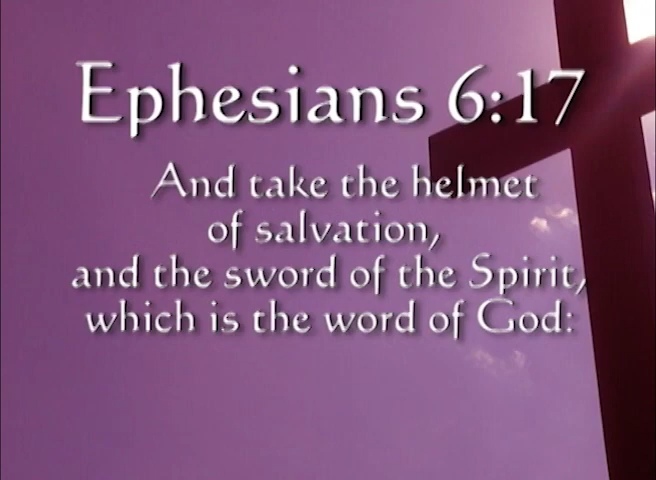 Ephesians 6:17
And take the helmet
of salvation,
and the sword of the Spirit,
which is the word of God: